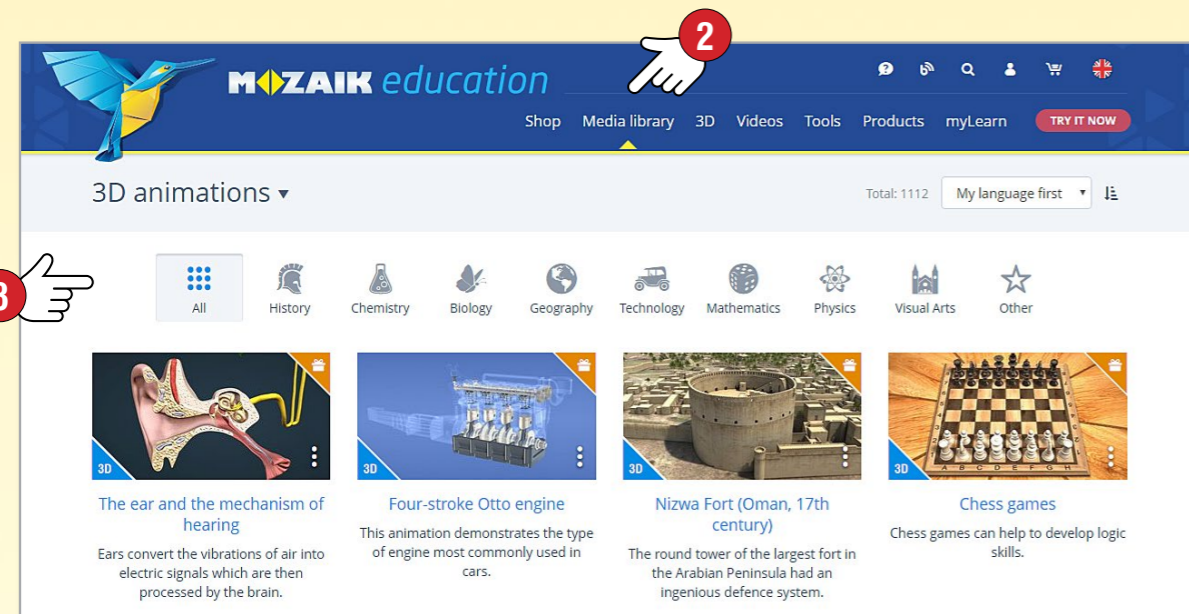 2
MOZAIK education
Shop Media library 3D Videos Tools Products myLearn TRY IT NOW
3D animations
Total: 1112 My language first
3
All History Chemistry Biology Geography Technology Mathematics Physics Visual Arts Other
3D
3D
3D
3D
The ear and the mechanism of
hearing
Ears convert the vibrations of air into
electric signals which are then
processed by the brain.
Four-stroke Otto engine
This animation demonstrates the type
of engine most commonly used in
cars.
Nizwa Fort (Oman, 17th
century)
The round tower of the largest fort in
the Arabian Peninsula had an
ingenious defence system.
A B C D E F G H
Chess games
Chess games can help to develop logic
skills.